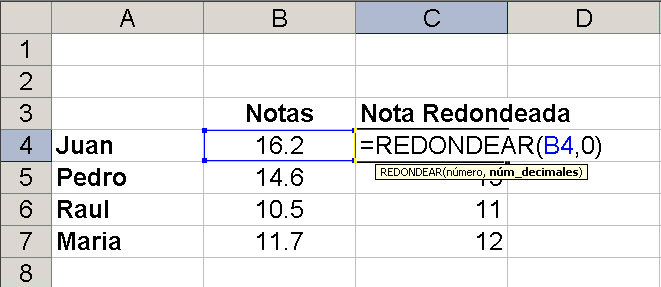 A B C D
1
2
3 Notas Nota Redondeada
4 Juan 16.2 =REDONDEAR(B4,0)
REDONDEAR(número, núm_decimales)
5 Pedro 14.6
6 Raul 10.5 11
7 Maria 11.7 12
8